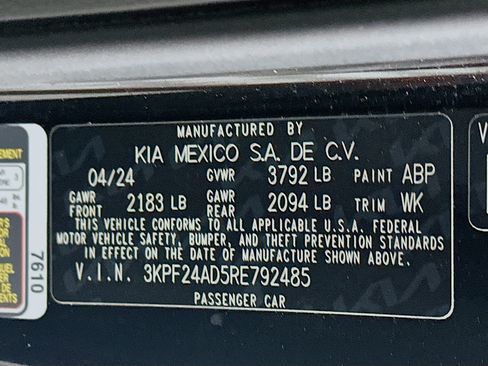 MANUFACTURED BY
KIA MEXICO S.A. DE C.V.
04/24 GVWR 3792 LB PAINT ABP
GAWR FRONT 2183 LB GAWR REAR 2094 LB TRIM WK
THIS VEHICLE CONFORMS TO ALL APPLICABLE U.S.A. FEDERAL
MOTOR VEHICLE SAFETY, BUMPER, AND THEFT PREVENTION STANDARDS
IN EFFECT ON THE DATE OF MANUFACTURE SHOWN ABOVE.
V.I.N. 3KPF24AD5RE792485
PASSENGER CAR
7610